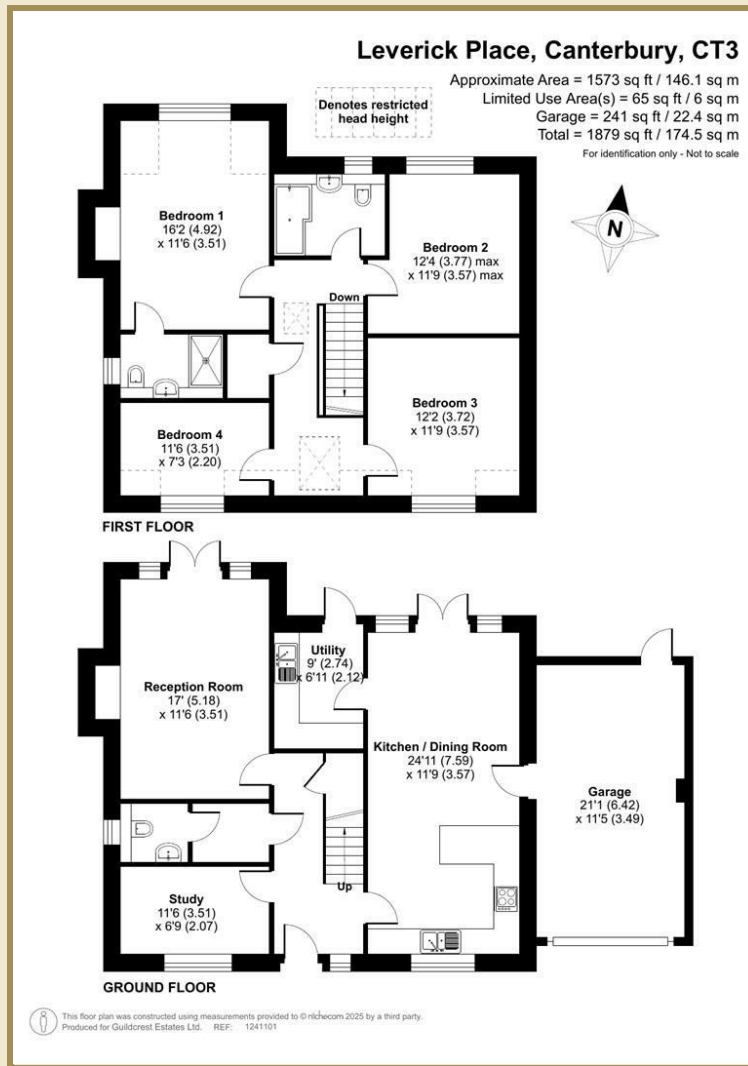 Leverick Place, Canterbury, CT3
Approximate Area = 1573 sq ft / 146.1 sq m
Limited Use Area(s) = 65 sq ft / 6 sq m
Garage = 241 sq ft / 22.4 sq m
Total = 1879 sq ft / 174.5 sq m
For identification only - Not to scale
Denotes restricted
head height
N
Bedroom 1
16'2 (4.92)
x 11'6 (3.51)
Bedroom 2
12'4 (3.77) max
x 11'9 (3.57) max
Down
Bedroom 3
12'2 (3.72)
x 11'9 (3.57)
Bedroom 4
11'6 (3.51)
x 7'3 (2.20)
FIRST FLOOR
Utility
9' (2.74)
x 6'11 (2.12)
Reception Room
17' (5.18)
x 11'6 (3.51)
Kitchen / Dining Room
24'11 (7.59)
x 11'9 (3.57)
Garage
21'1 (6.42)
x 11'5 (3.49)
Study
11'6 (3.51)
x 6'9 (2.07)
Up
GROUND FLOOR
This floor plan was constructed using measurements provided to © nichecom 2025 by a third party.
Produced for Guildcrest Estates Ltd. REF: 1241101